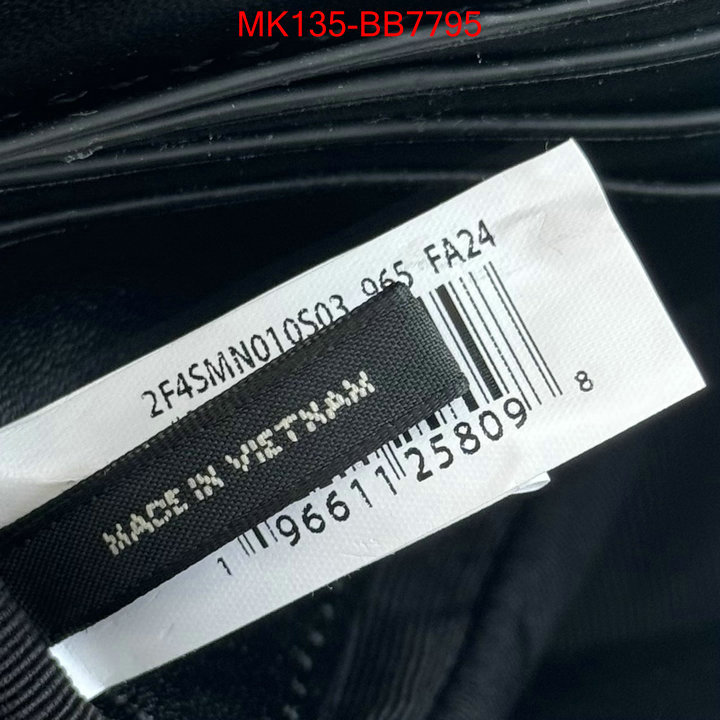 MK135-BB7795
2F4SMN010S03 965 FA24
MADE IN VIETNAM
1 96611 25809 8